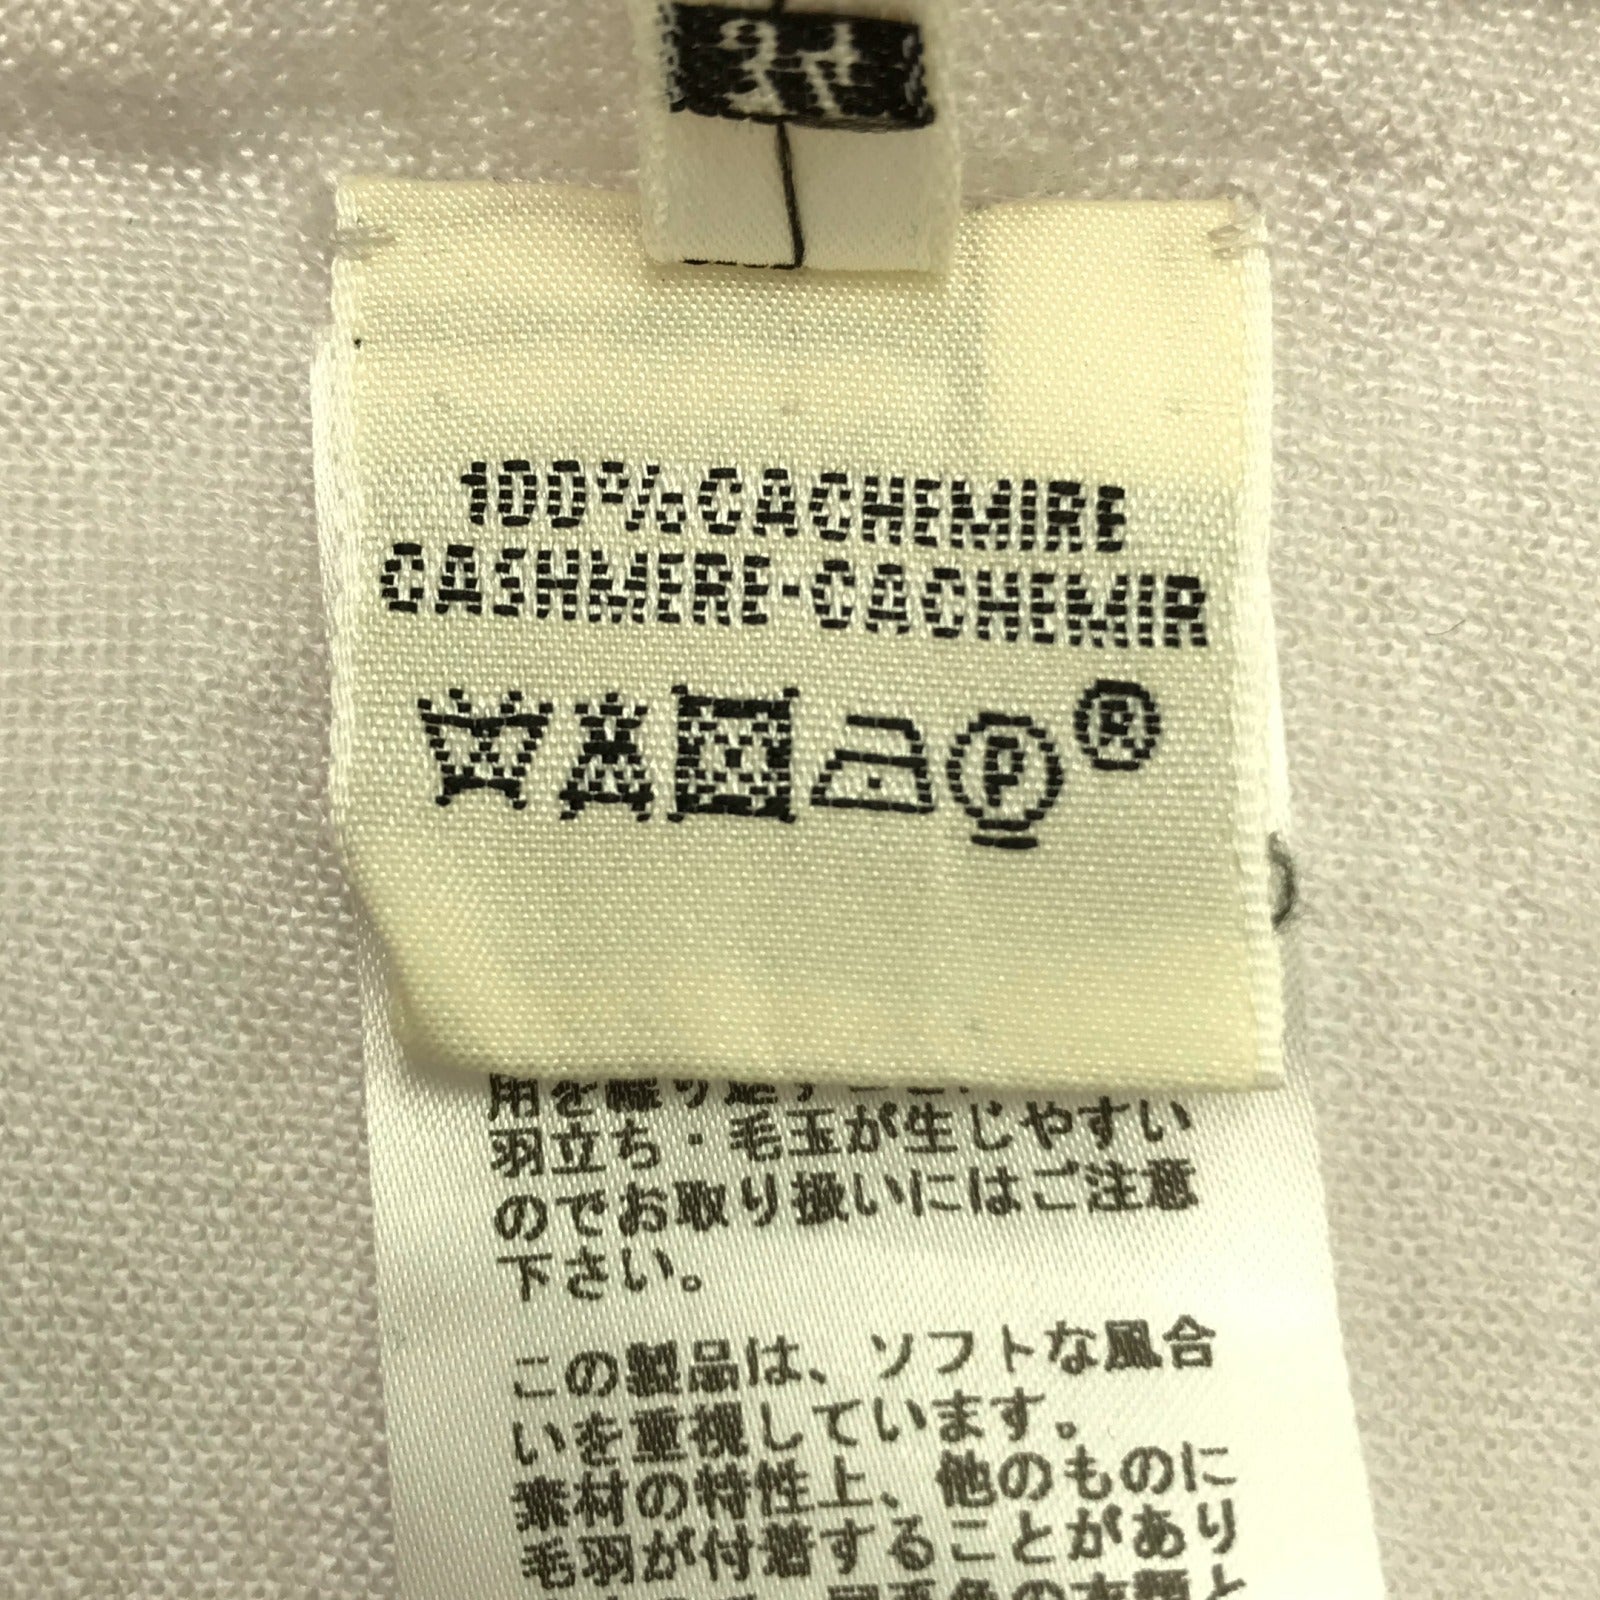 100%CACHEMIRE
CASHMERE-CACHEMIR
P ®
羽立ち・毛玉が生じやすい
のでお取り扱いにはご注意
下さい。
この製品は、ソフトな風合
いを重視しています。
素材の特性上、他のものに
毛羽が付着することがあり